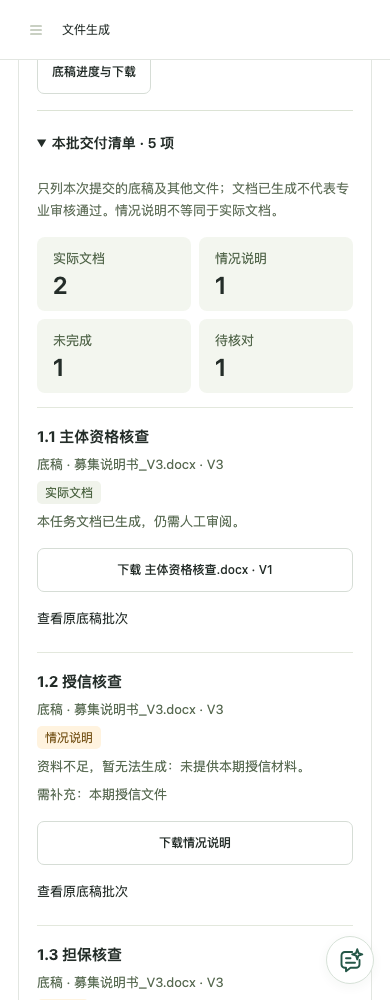 文件生成
底稿进度与下载
▼ 本批交付清单 · 5 项
只列本次提交的底稿及其他文件；文档已生成不代表专
业审核通过。情况说明不等同于实际文档。
实际文档
2
情况说明
1
未完成
1
待核对
1
1.1 主体资格核查
底稿 · 募集说明书_V3.docx · V3
实际文档
本任务文档已生成，仍需人工审阅。
下载 主体资格核查.docx · V1
查看原底稿批次
1.2 授信核查
底稿 · 募集说明书_V3.docx · V3
情况说明
资料不足，暂无法生成：未提供本期授信材料。
需补充：本期授信文件
下载情况说明
查看原底稿批次
1.3 担保核查
底稿 · 募集说明书_V3.docx · V3